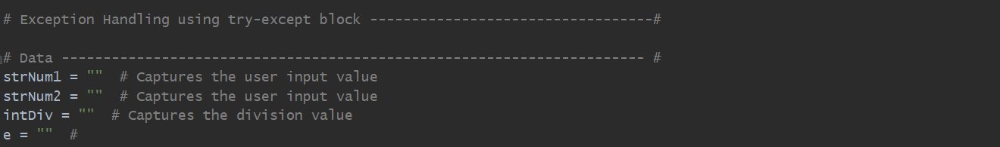 # Exception Handling using try-except block ----------------------------------#
# Data ---------------------------------------------------------------------- #
strNum1 = ""  # Captures the user input value
strNum2 = ""  # Captures the user input value
intDiv = ""  # Captures the division value
e = ""  #